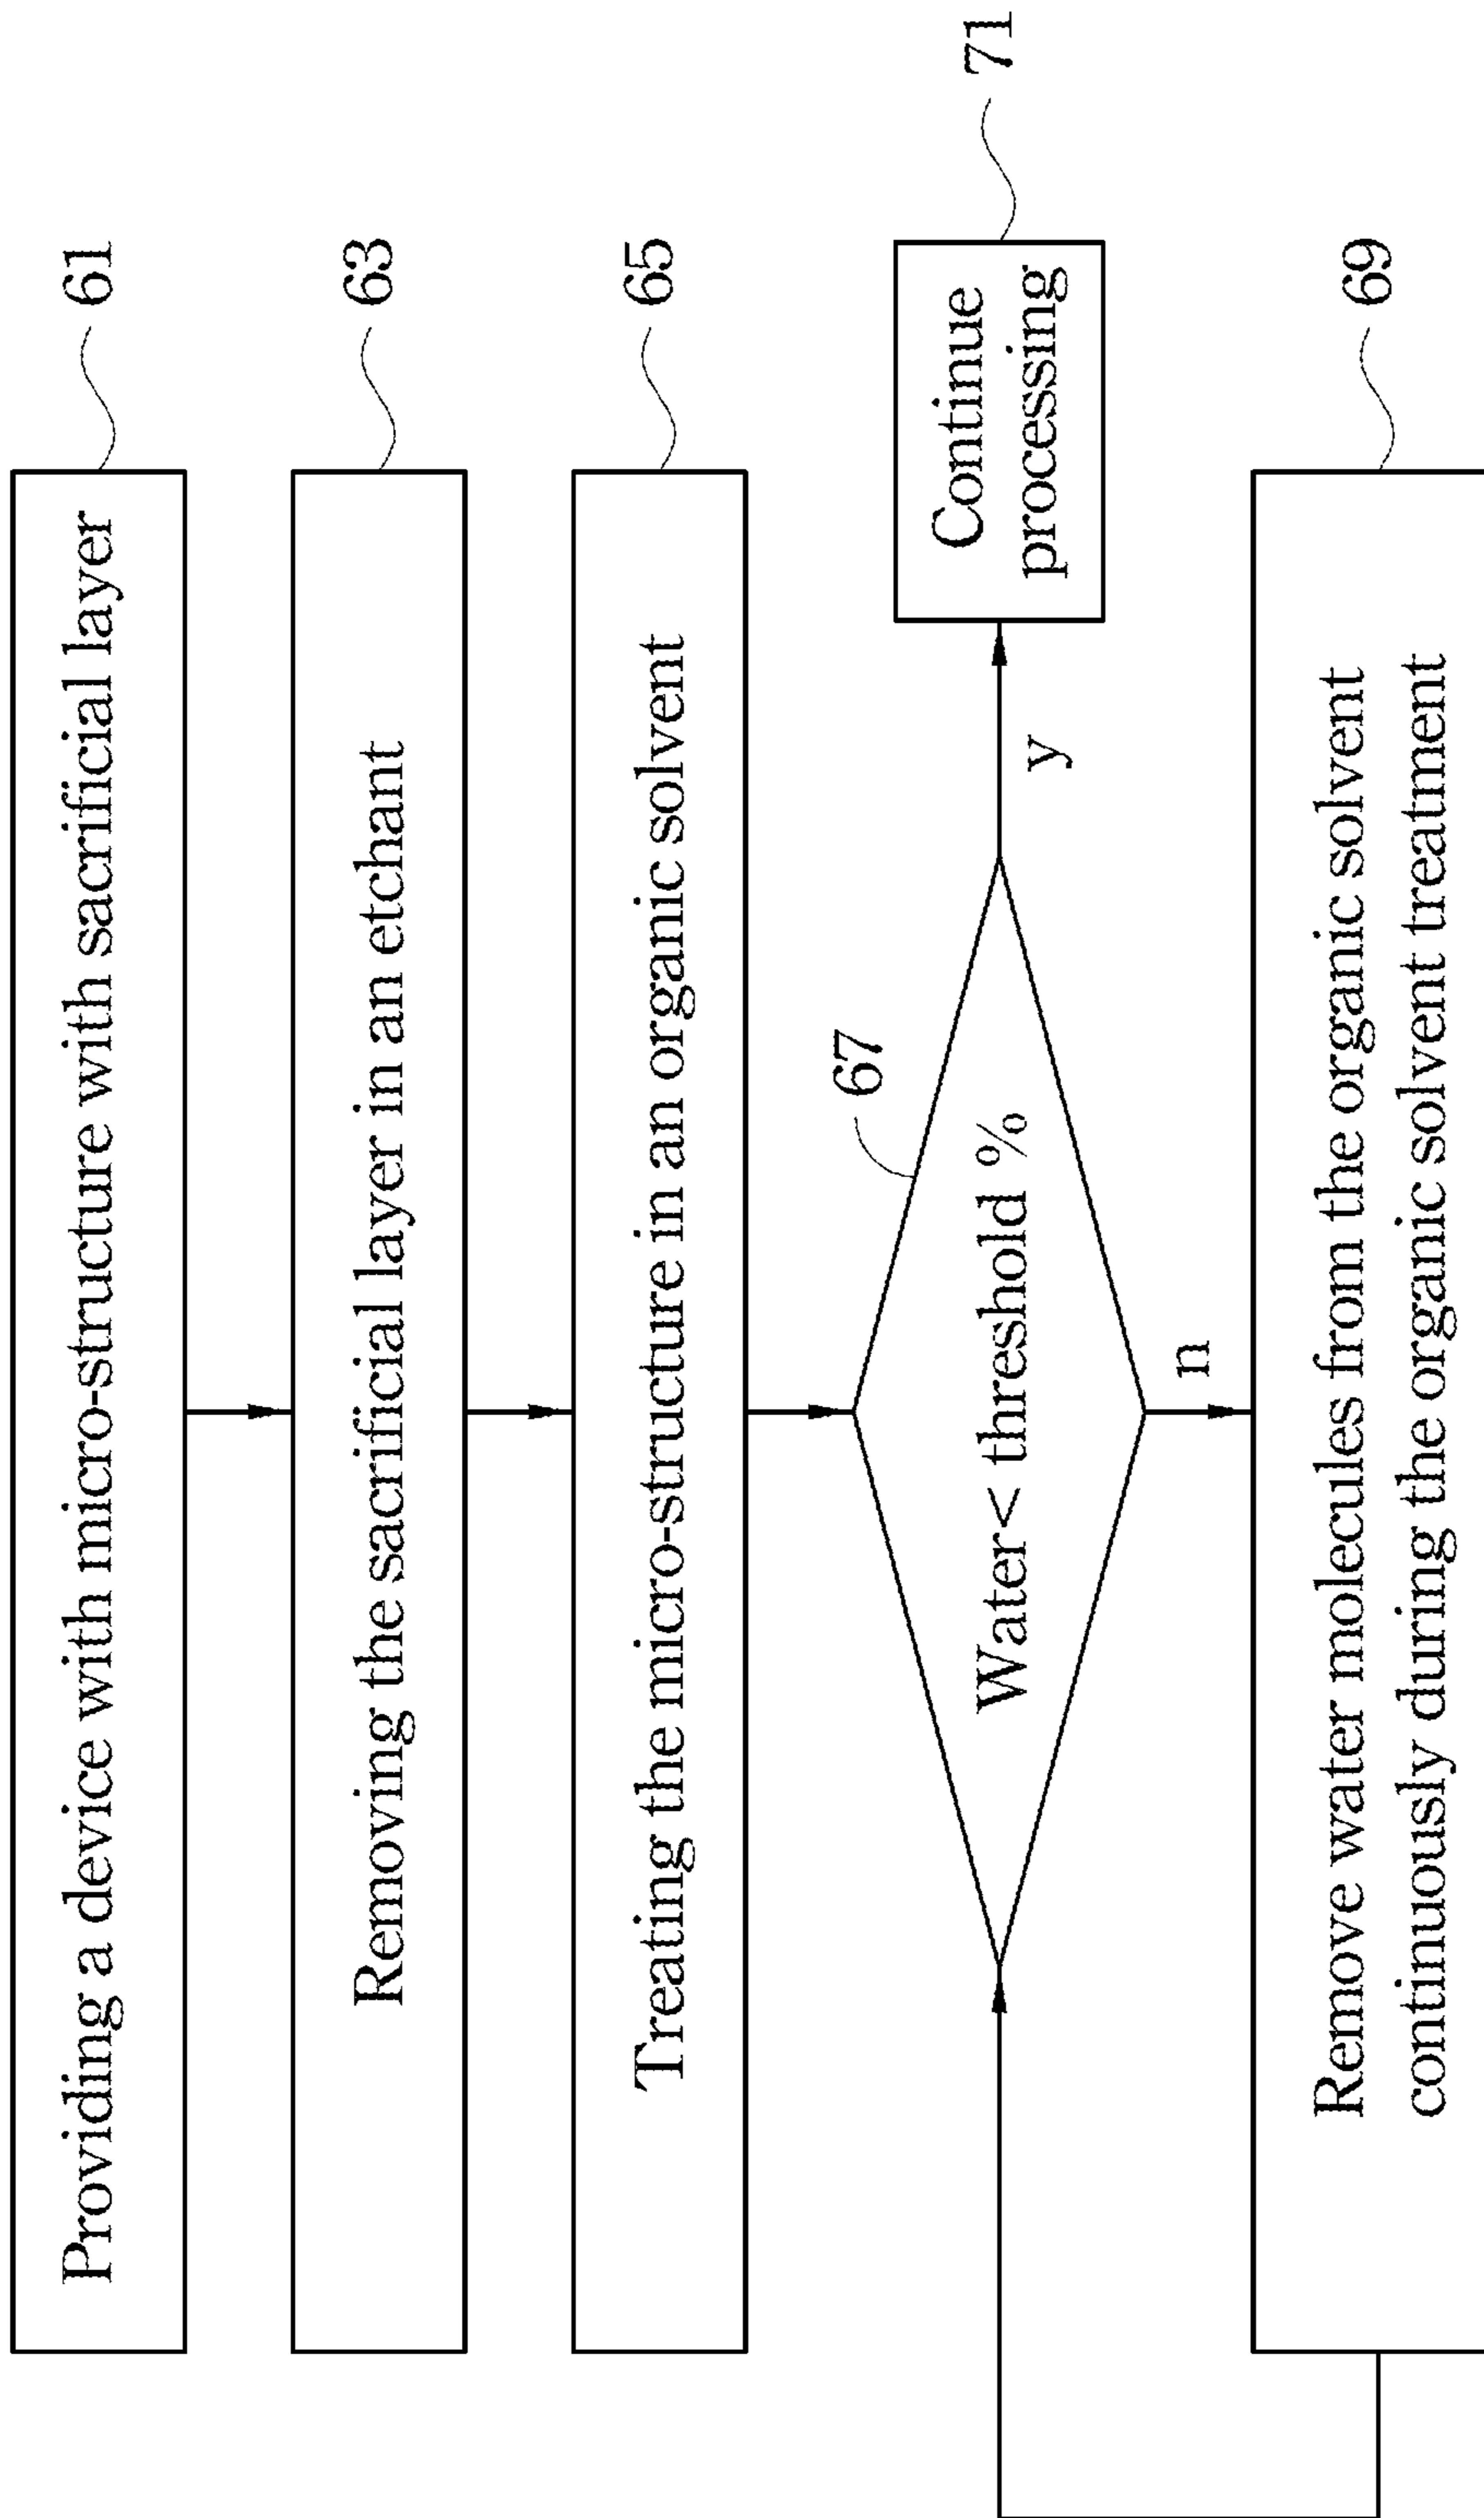 Providing a device with micro-structure with sacrificial layer
61
Removing the sacrificial layer in an etchant
63
Treating the micro-structure in an organic solvent
65
67
Water< threshold %
y
Continue
processing
71
n
Remove water molecules from the organic solvent
continuously during the organic solvent treatment
69